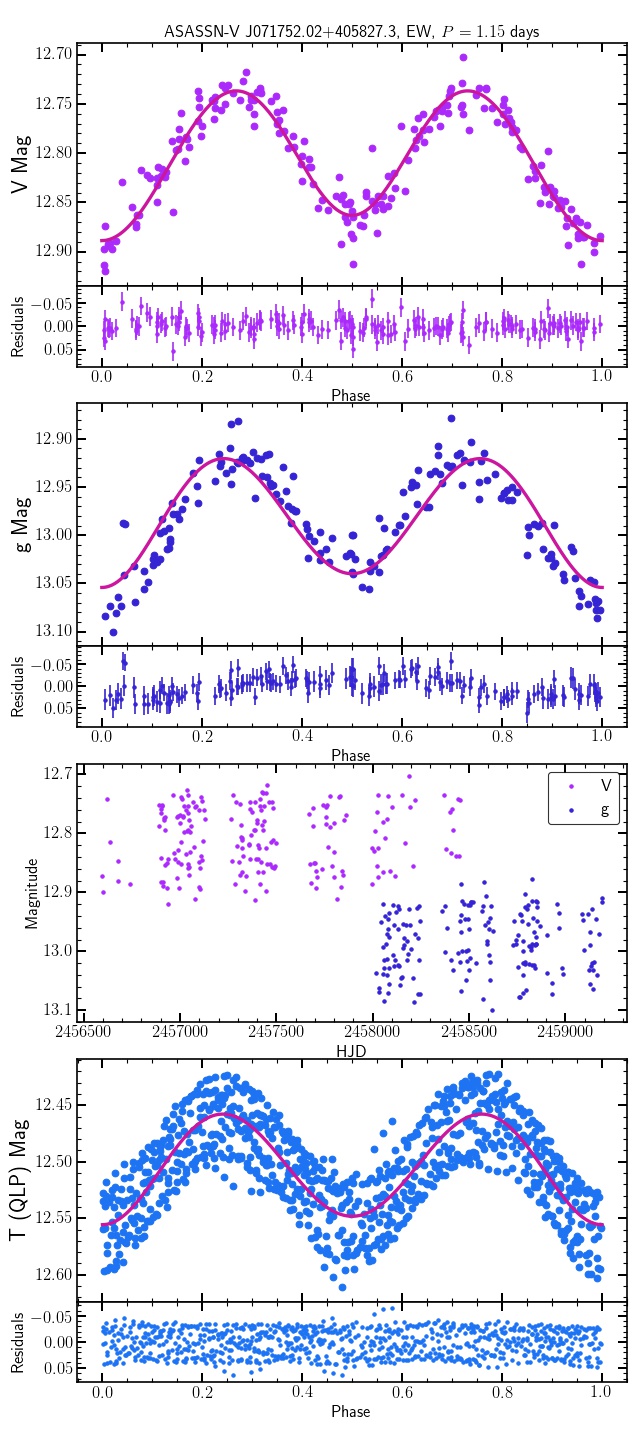 ASASSN-V J071752.02+405827.3, EW, P = 1.15 days
12.70
12.75
12.80
12.85
12.90
V Mag
−0.05
0.00
0.05
Residuals
0.0 0.2 0.4 0.6 0.8 1.0
Phase
12.90
12.95
13.00
13.05
13.10
g Mag
−0.05
0.00
0.05
Residuals
0.0 0.2 0.4 0.6 0.8 1.0
Phase
12.7
12.8
12.9
13.0
13.1
Magnitude
V
g
2456500 2457000 2457500 2458000 2458500 2459000
HJD
12.45
12.50
12.55
12.60
T (QLP) Mag
−0.05
0.00
0.05
Residuals
0.0 0.2 0.4 0.6 0.8 1.0
Phase